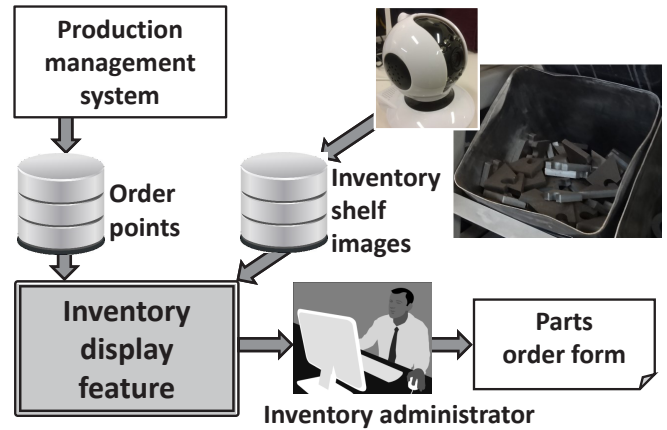 Production
management
system
Order
points
Inventory
shelf
images
Inventory
display
feature
Parts
order form
Inventory administrator